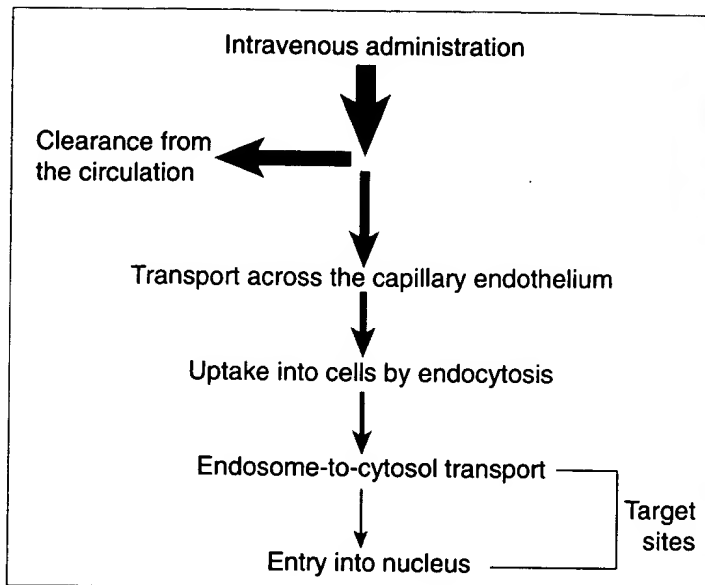 Intravenous administration
Clearance from
the circulation
Transport across the capillary endothelium
Uptake into cells by endocytosis
Endosome-to-cytosol transport
Target
sites
Entry into nucleus